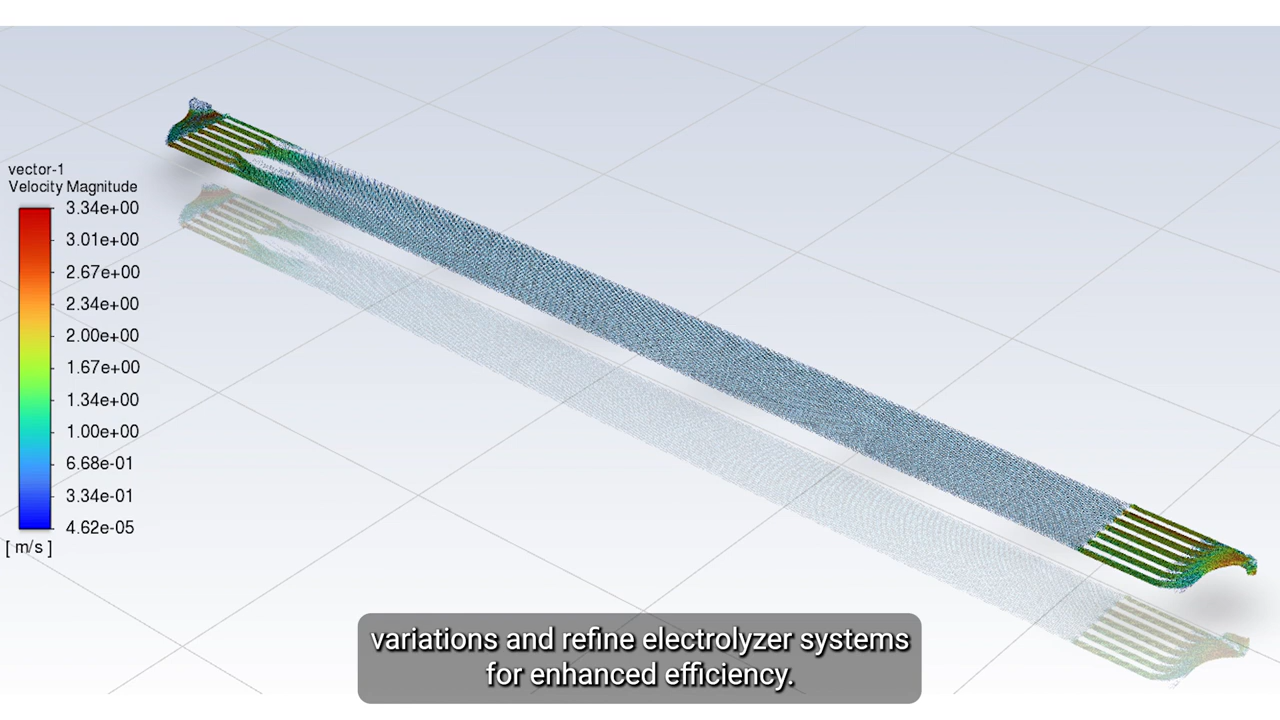 vector-1
Velocity Magnitude
3.34e+00
3.01e+00
2.67e+00
2.34e+00
2.00e+00
1.67e+00
1.34e+00
1.00e+00
6.68e-01
3.34e-01
4.62e-05
[ m/s ]
variations and refine electrolyzer systems
for enhanced efficiency.